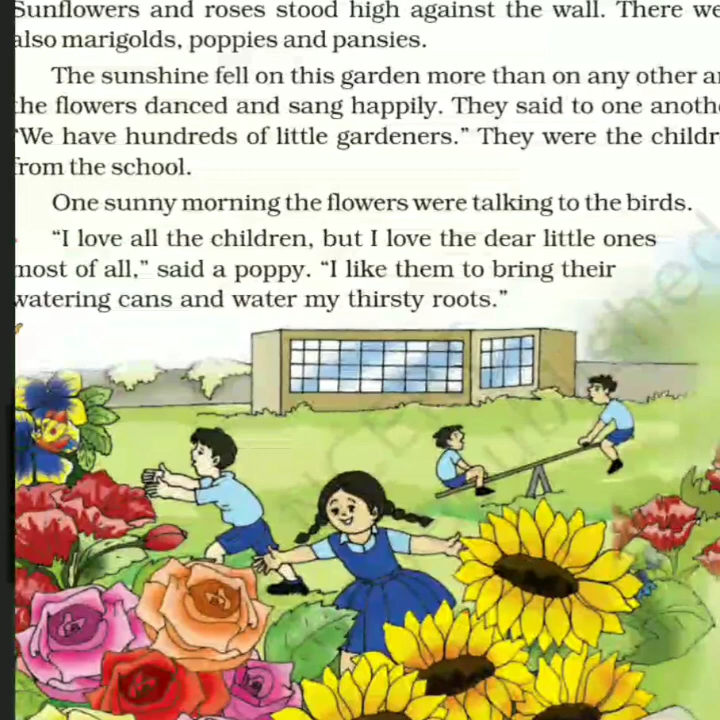 Sunflowers and roses stood high against the wall. There we
also marigolds, poppies and pansies.
The sunshine fell on this garden more than on any other a
the flowers danced and sang happily. They said to one anoth
"We have hundreds of little gardeners." They were the childr
from the school.
One sunny morning the flowers were talking to the birds.
"I love all the children, but I love the dear little ones
most of all," said a poppy. "I like them to bring their
watering cans and water my thirsty roots."